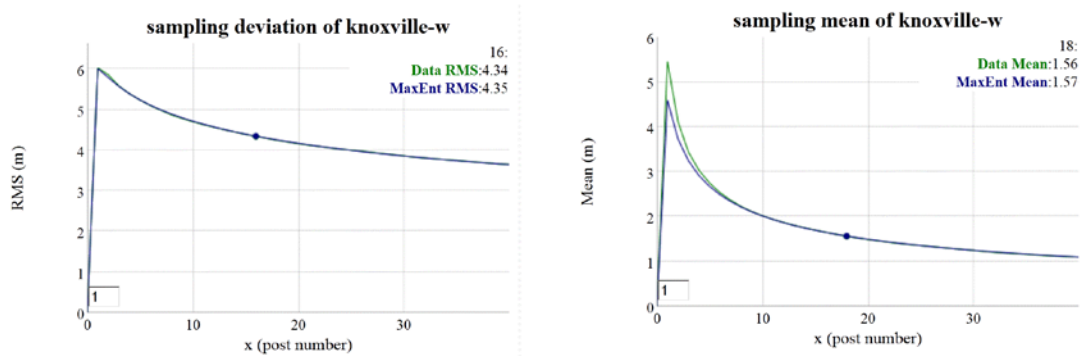 sampling deviation of knoxville-w
16:
Data RMS:4.34
MaxEnt RMS:4.35
6
5
4
3
2
1
0
RMS (m)
1
0
10
20
30
x (post number)
sampling mean of knoxville-w
18:
Data Mean:1.56
MaxEnt Mean:1.57
6
5
4
3
2
1
0
Mean (m)
1
0
10
20
30
x (post number)